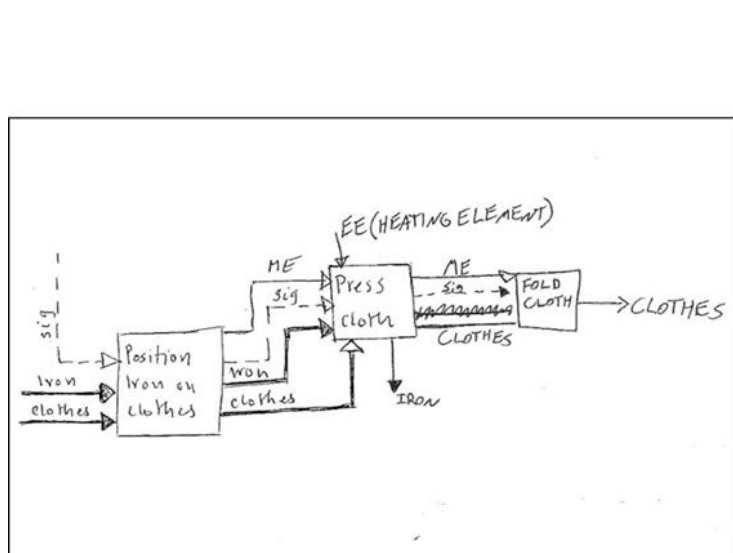 EE (HEATING ELEMENT)
ME
ME
sig
sig
Press
cloth
FOLD
CLOTH
CLOTHES
sig
CLOTHES
Position
Iron on
clothes
Iron
Iron
clothes
clothes
IRON